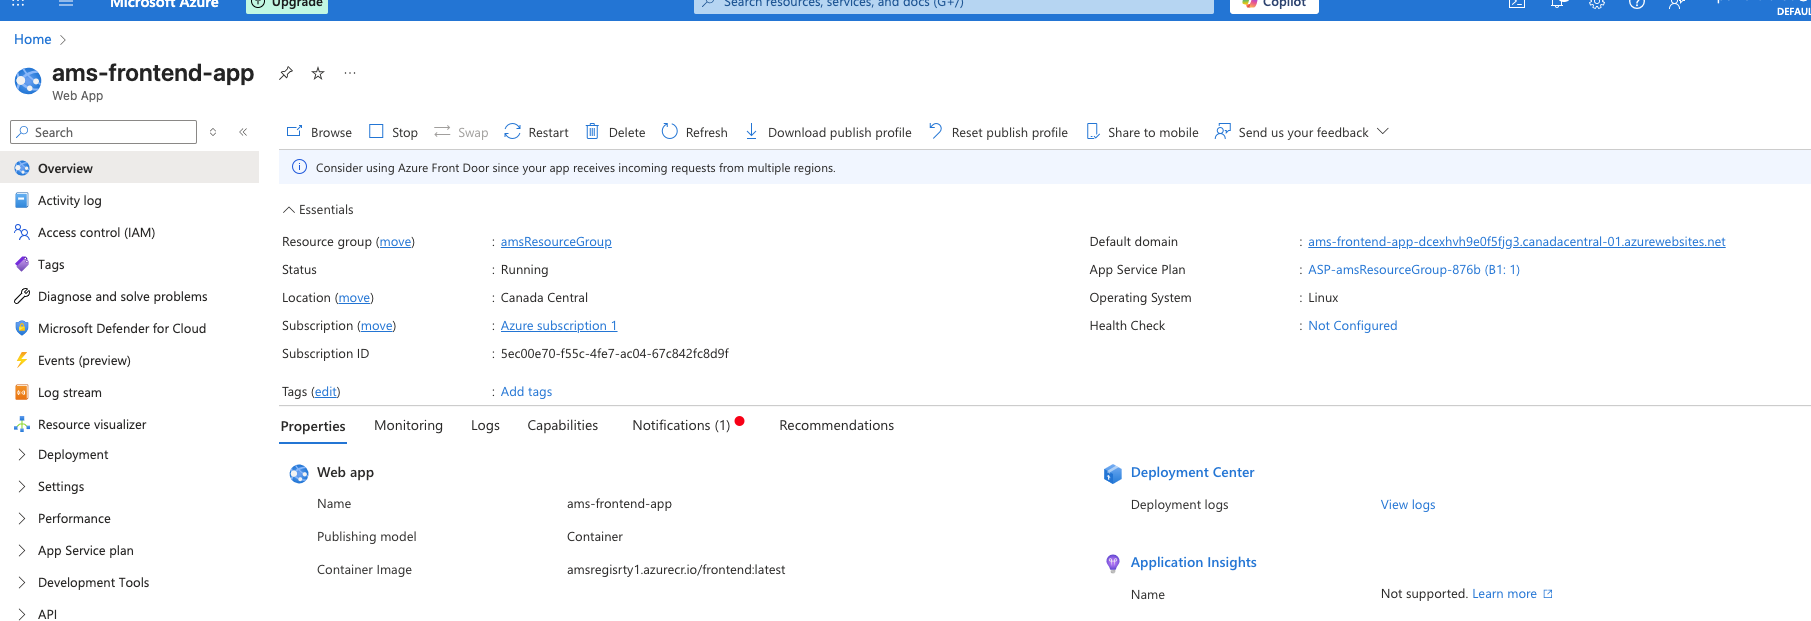 Microsoft Azure
Upgrade
Search resources, services, and docs (G+/)
Copilot
Home
ams-frontend-app
Web App
Search
Browse
Stop
Swap
Restart
Delete
Refresh
Download publish profile
Reset publish profile
Share to mobile
Send us your feedback
Consider using Azure Front Door since your app receives incoming requests from multiple regions.
Overview
Activity log
Access control (IAM)
Tags
Diagnose and solve problems
Microsoft Defender for Cloud
Events (preview)
Log stream
Resource visualizer
Deployment
Settings
Performance
App Service plan
Development Tools
API
Essentials
Resource group (move) : amsResourceGroup
Status : Running
Location (move) : Canada Central
Subscription (move) : Azure subscription 1
Subscription ID : 5ec00e70-f55c-4fe7-ac04-67c842fc8d9f
Tags (edit) : Add tags
Default domain : ams-frontend-app-dcexhvh9e0f5fjg3.canadacentral-01.azurewebsites.net
App Service Plan : ASP-amsResourceGroup-876b (B1: 1)
Operating System : Linux
Health Check : Not Configured
Properties
Monitoring
Logs
Capabilities
Notifications (1)
Recommendations
Web app
Name ams-frontend-app
Publishing model Container
Container Image amsregisrty1.azurecr.io/frontend:latest
Deployment Center
Deployment logs View logs
Application Insights
Name Not supported. Learn more